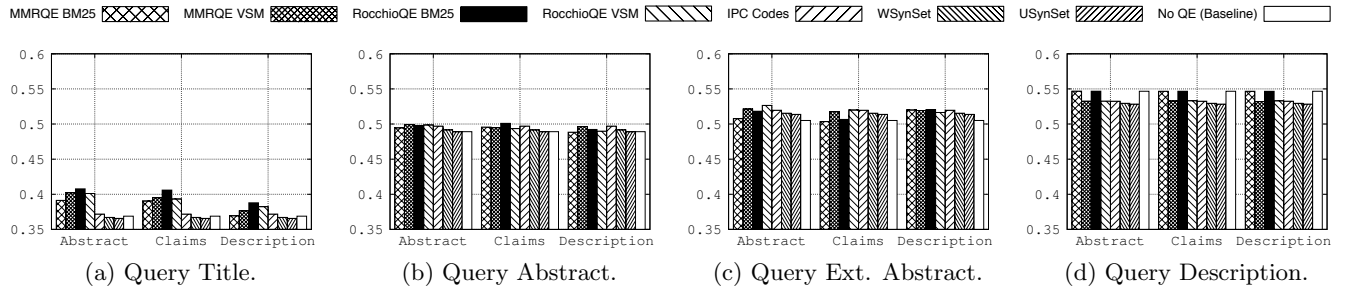 MMRQE BM25 MMRQE VSM RocchioQE BM25 RocchioQE VSM IPC Codes WSynSet USynSet No QE (Baseline)
0.6 0.6 0.6 0.6
0.55 0.55 0.55 0.55
0.5 0.5 0.5 0.5
0.45 0.45 0.45 0.45
0.4 0.4 0.4 0.4
0.35 0.35 0.35 0.35
Abstract Claims Description Abstract Claims Description Abstract Claims Description Abstract Claims Description
(a) Query Title. (b) Query Abstract. (c) Query Ext. Abstract. (d) Query Description.